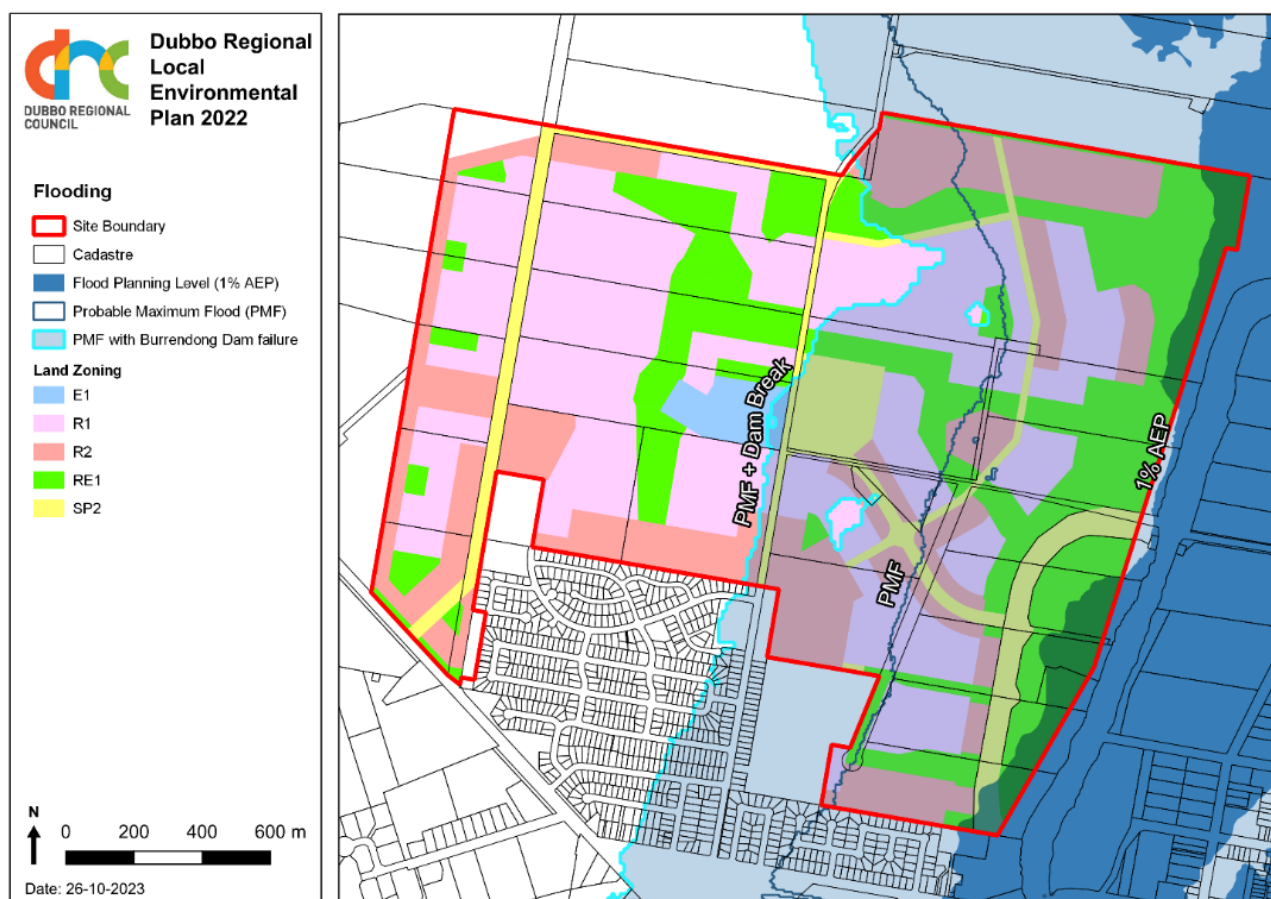 DUBBO REGIONAL
COUNCIL
Dubbo Regional
Local
Environmental
Plan 2022
Flooding
Site Boundary
Cadastre
Flood Planning Level (1% AEP)
Probable Maximum Flood (PMF)
PMF with Burrendong Dam failure
Land Zoning
E1
R1
R2
RE1
SP2
N
0 200 400 600 m
Date: 26-10-2023
PMF + Dam Break
PMF
1% AEP